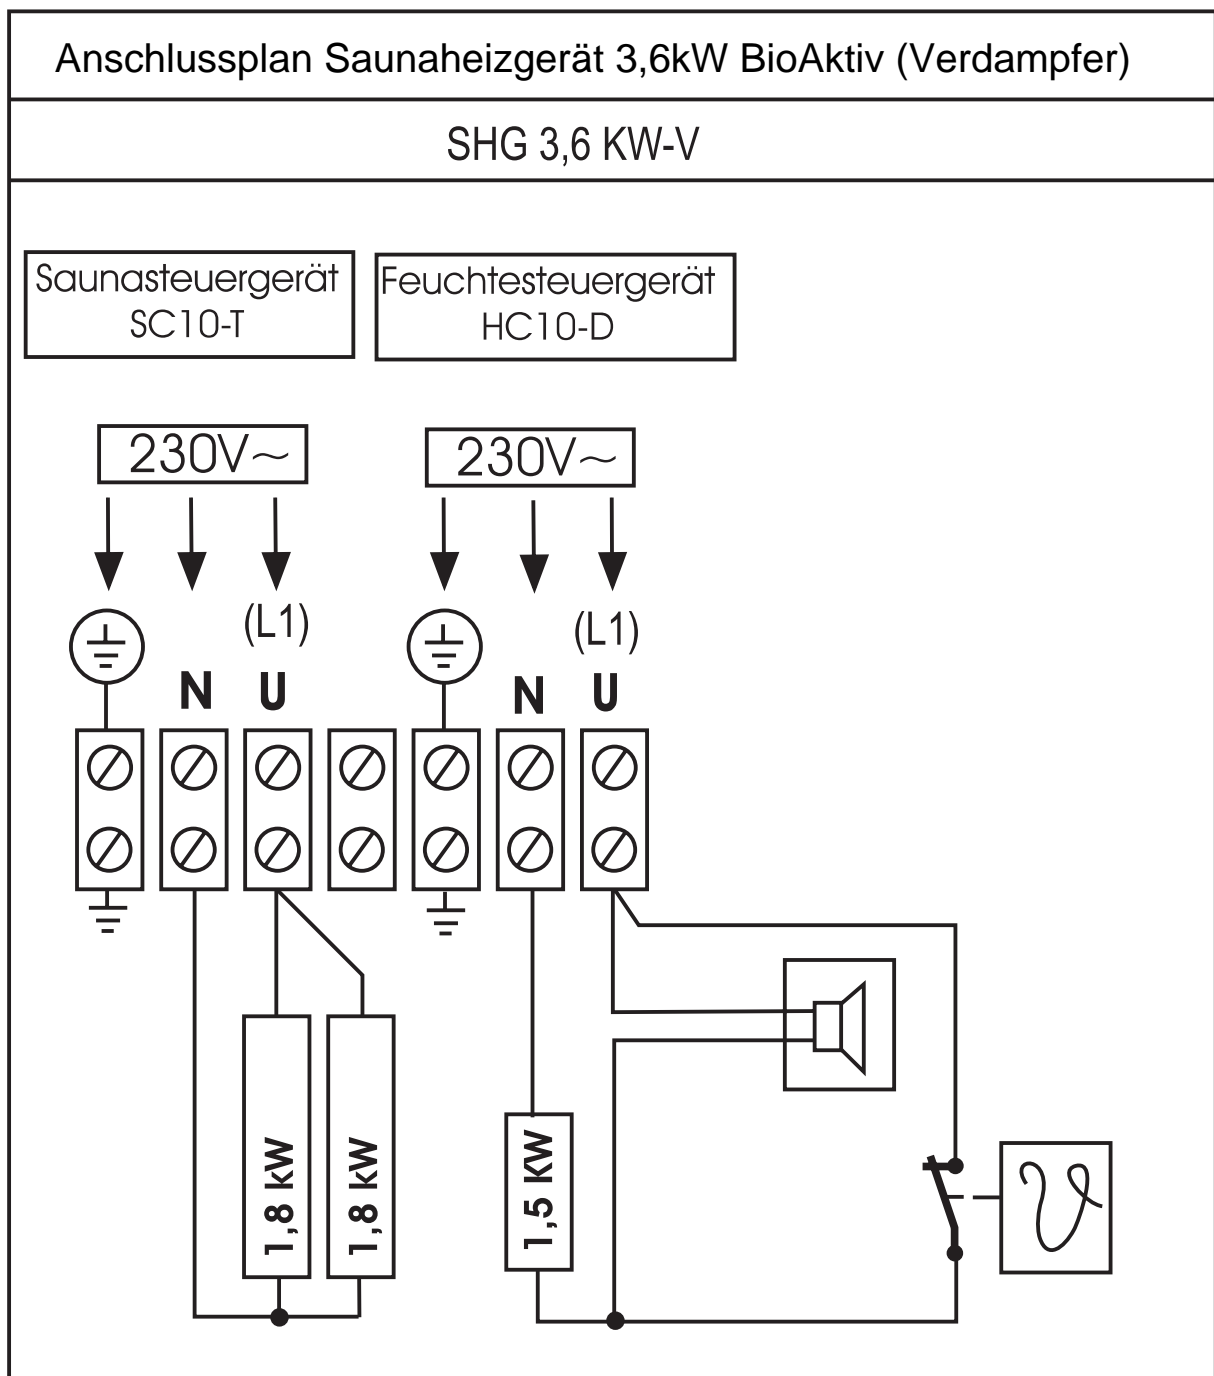 Anschlussplan Saunaheizgerät 3,6kW BioAktiv (Verdampfer)
SHG 3,6 KW-V
Saunasteuergerät
SC10-T
Feuchtesteuergerät
HC10-D
230V~
230V~
(L1)
(L1)
N
U
N
U
1,8 kW
1,8 kW
1,5 KW
ϑ